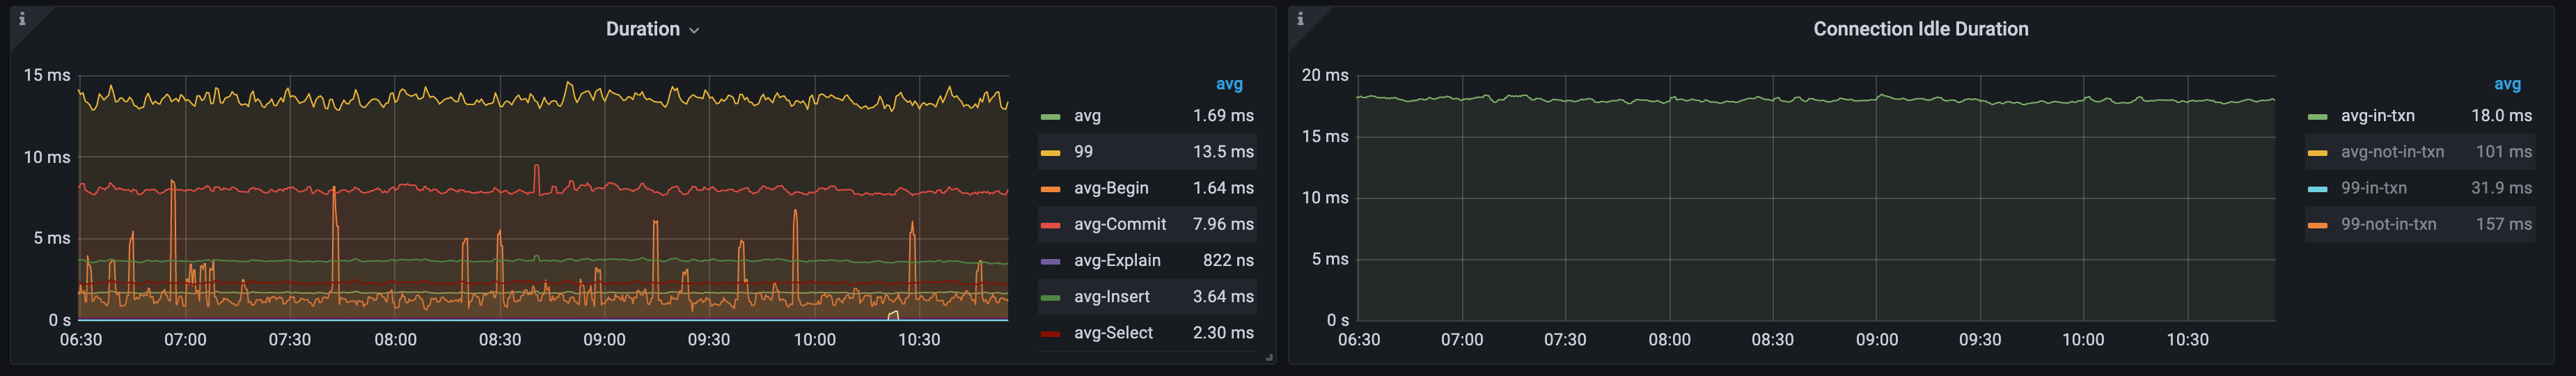 Duration
15 ms
10 ms
5 ms
0 s
06:30 07:00 07:30 08:00 08:30 09:00 09:30 10:00 10:30
avg
avg 1.69 ms
99 13.5 ms
avg-Begin 1.64 ms
avg-Commit 7.96 ms
avg-Explain 822 ns
avg-Insert 3.64 ms
avg-Select 2.30 ms
Connection Idle Duration
20 ms
15 ms
10 ms
5 ms
0 s
06:30 07:00 07:30 08:00 08:30 09:00 09:30 10:00 10:30
avg
avg-in-txn 18.0 ms
avg-not-in-txn 101 ms
99-in-txn 31.9 ms
99-not-in-txn 157 ms